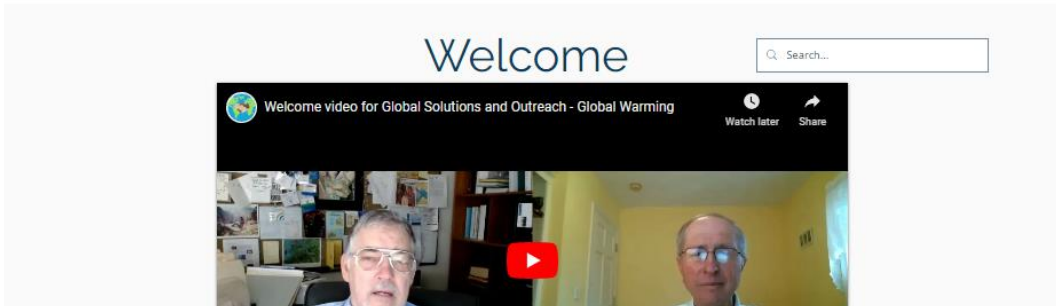 Welcome
Search...
Welcome video for Global Solutions and Outreach - Global Warming
Watch later
Share